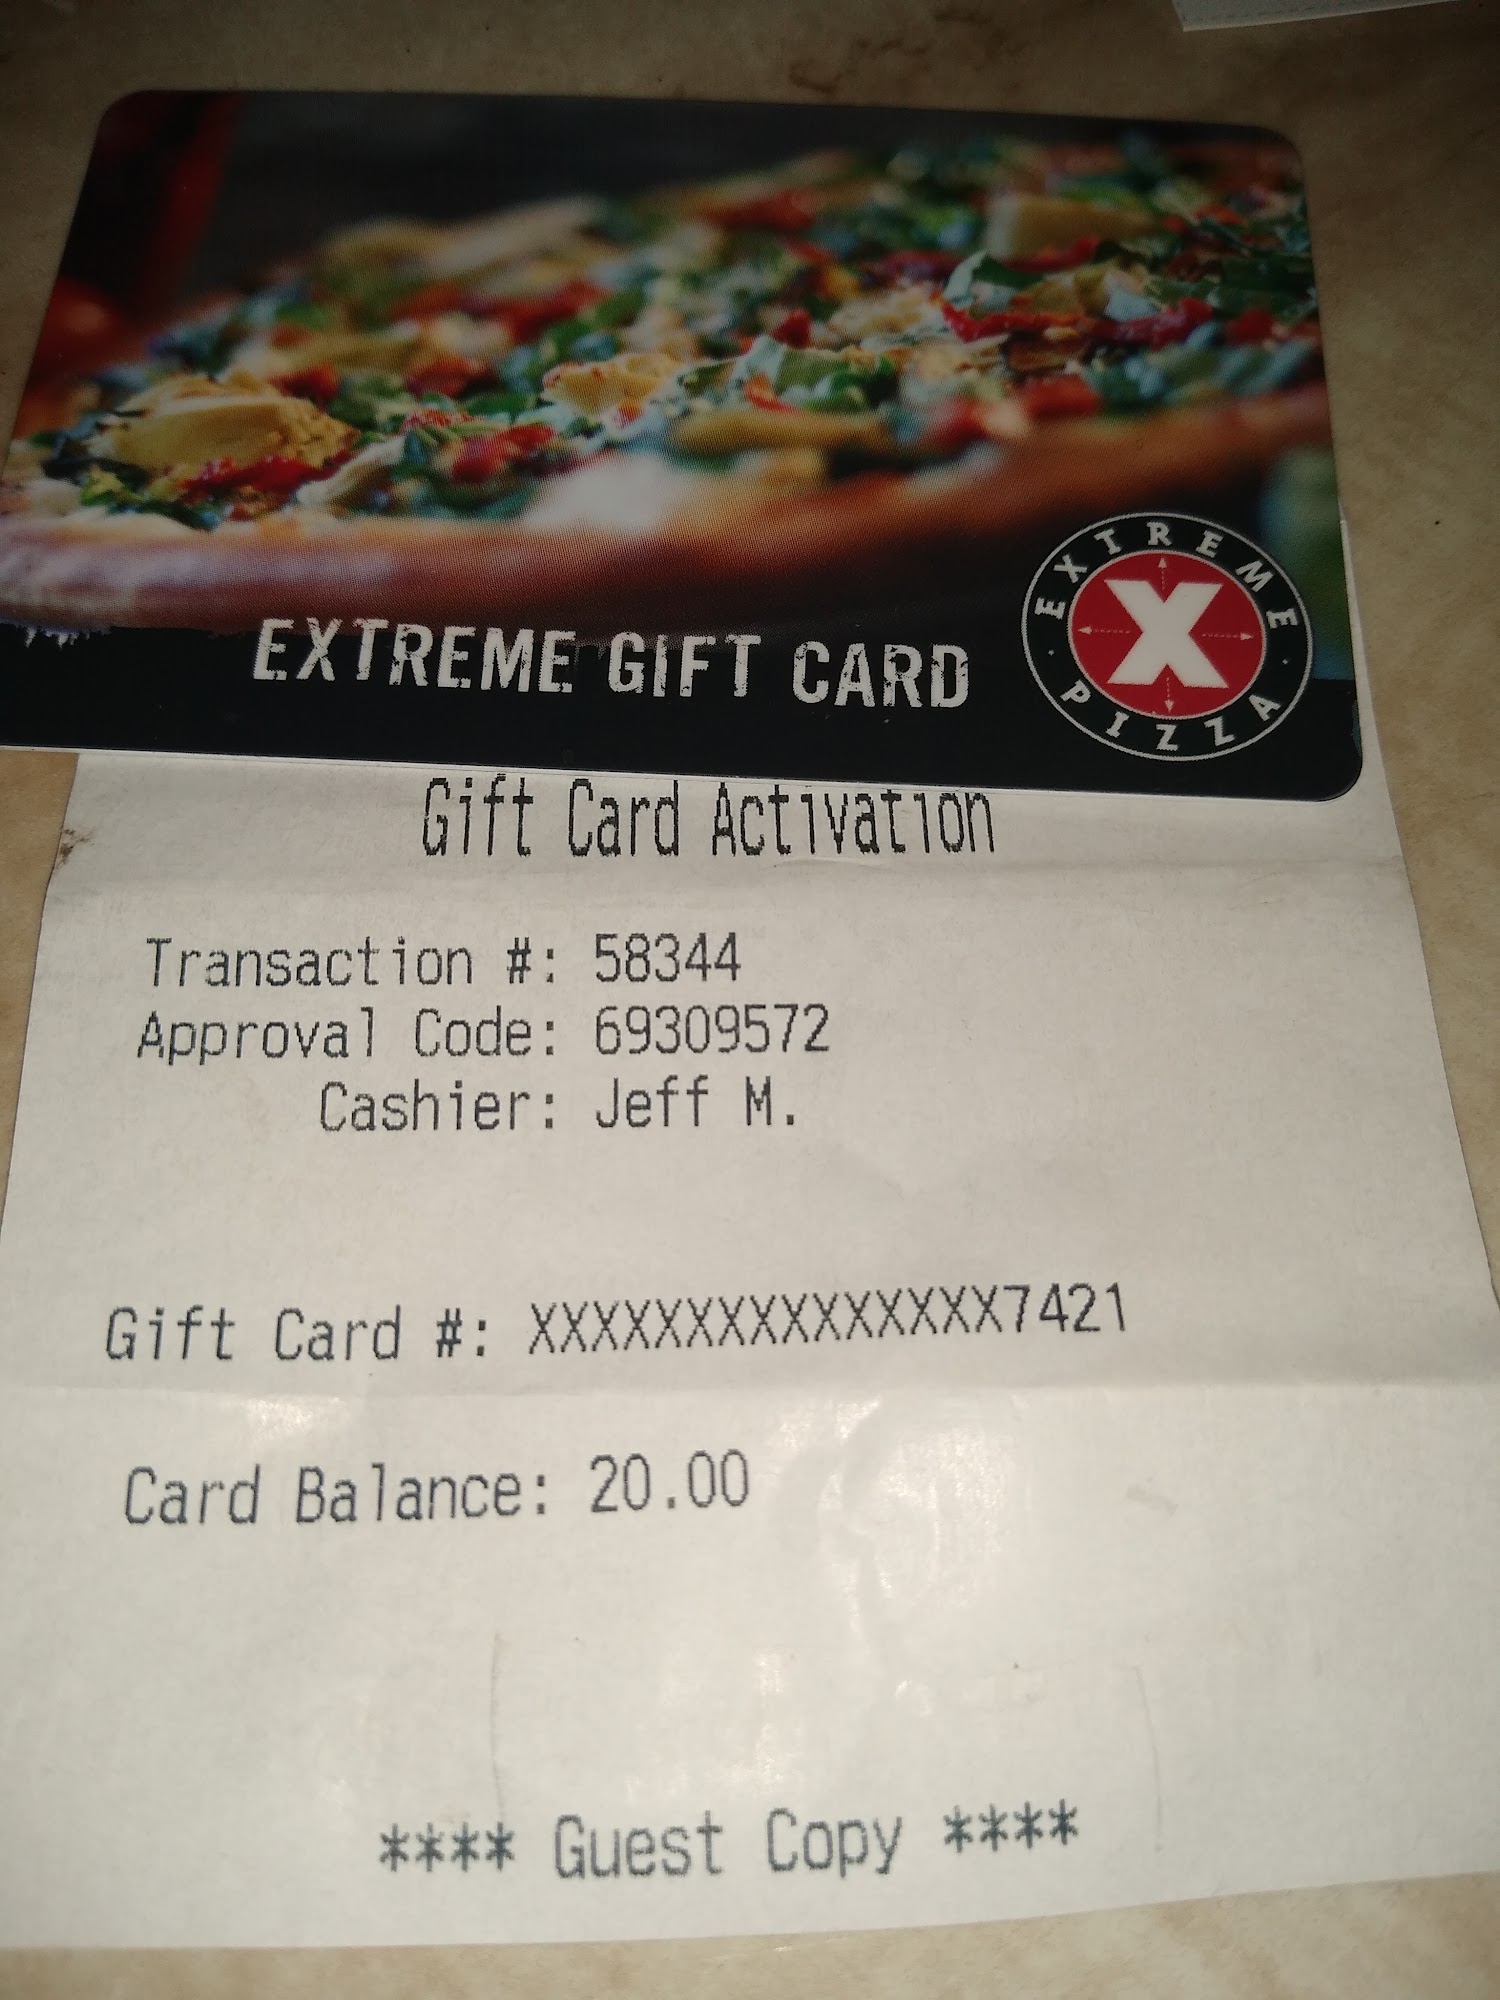 EXTREME GIFT CARD
EXTREME
X
PIZZA
Gift Card Activation
Transaction #: 58344
Approval Code: 69309572
Cashier: Jeff M.
Gift Card #: XXXXXXXXXXXXXXX7421
Card Balance: 20.00
**** Guest Copy ****